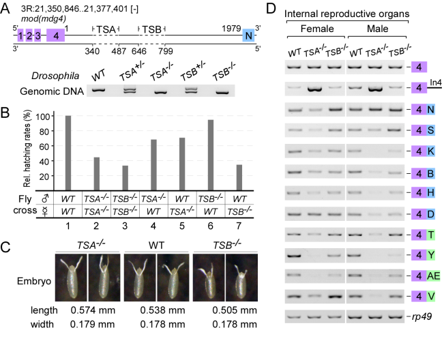 A
3R:21,350,846..21,377,401 [-]
mod(mdg4)
1 2 3 4 1 TSA TSB 1979 N
340 487 646 799
Drosophila WT TSA+/- TSA-/- TSB+/- TSB-/-
Genomic DNA
B
Rel. hatching rates (%)
100
80
60
40
20
0
Fly ♂ WT TSA-/- TSB-/- WT WT TSB-/- WT
cross ☿ WT TSA-/- TSB-/- TSA-/- TSA-/- WT TSB-/-
1 2 3 4 5 6 7
C
TSA-/- WT TSB-/-
Embryo
length 0.574 mm 0.538 mm 0.505 mm
width 0.179 mm 0.178 mm 0.178 mm
D
Internal reproductive organs
Female Male
WT TSA-/- TSB-/- WT TSA-/- TSB-/-
4
4 In4
4 N
4 S
4 K
4 B
4 H
4 D
4 T
4 Y
4 AE
4 V
rp49